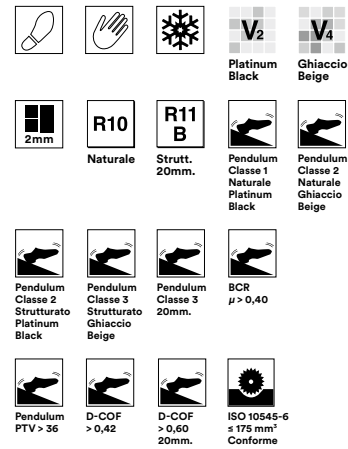 V2
V4
Platinum
Black
Ghiaccio
Beige
2mm
R10
R11
B
Naturale
Strutt.
20mm.
Pendulum
Classe 1
Naturale
Platinum
Black
Pendulum
Classe 2
Naturale
Ghiaccio
Beige
Pendulum
Classe 2
Strutturato
Platinum
Black
Pendulum
Classe 3
Strutturato
Ghiaccio
Beige
Pendulum
Classe 3
20mm.
BCR
μ > 0,40
Pendulum
PTV > 36
D-COF
> 0,42
D-COF
> 0,60
20mm.
ISO 10545-6
≤ 175 mm³
Conforme